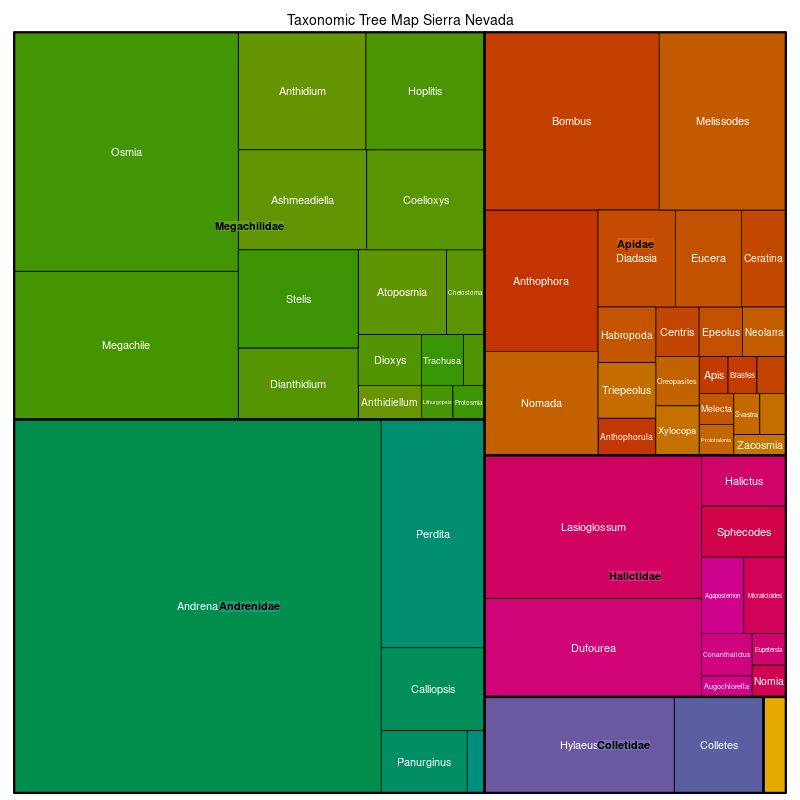 Taxonomic Tree Map Sierra Nevada
Osmia
Anthidium
Hoplitis
Ashmeadiella
Coelioxys
Megachilidae
Megachile
Stelis
Atoposmia
Chelostoma
Dianthidium
Dioxys
Trachusa
Anthidiellum
Lithurgopsis
Protosmia
Bombus
Melissodes
Anthophora
Apidae
Diadasia
Eucera
Ceratina
Nomada
Habropoda
Centris
Epeolus
Neolarra
Triepeolus
Oreopasites
Apis
Biastes
Anthophorula
Xylocopa
Melecta
Svastra
Protohalonia
Zacosmia
Andrena
Andrenidae
Perdita
Calliopsis
Panurginus
Lasioglossum
Halictus
Sphecodes
Halictidae
Agapostemon
Micralictoides
Dufourea
Conanthalictus
Eupetersia
Augochlorella
Nomia
Hylaeus
Colletidae
Colletes